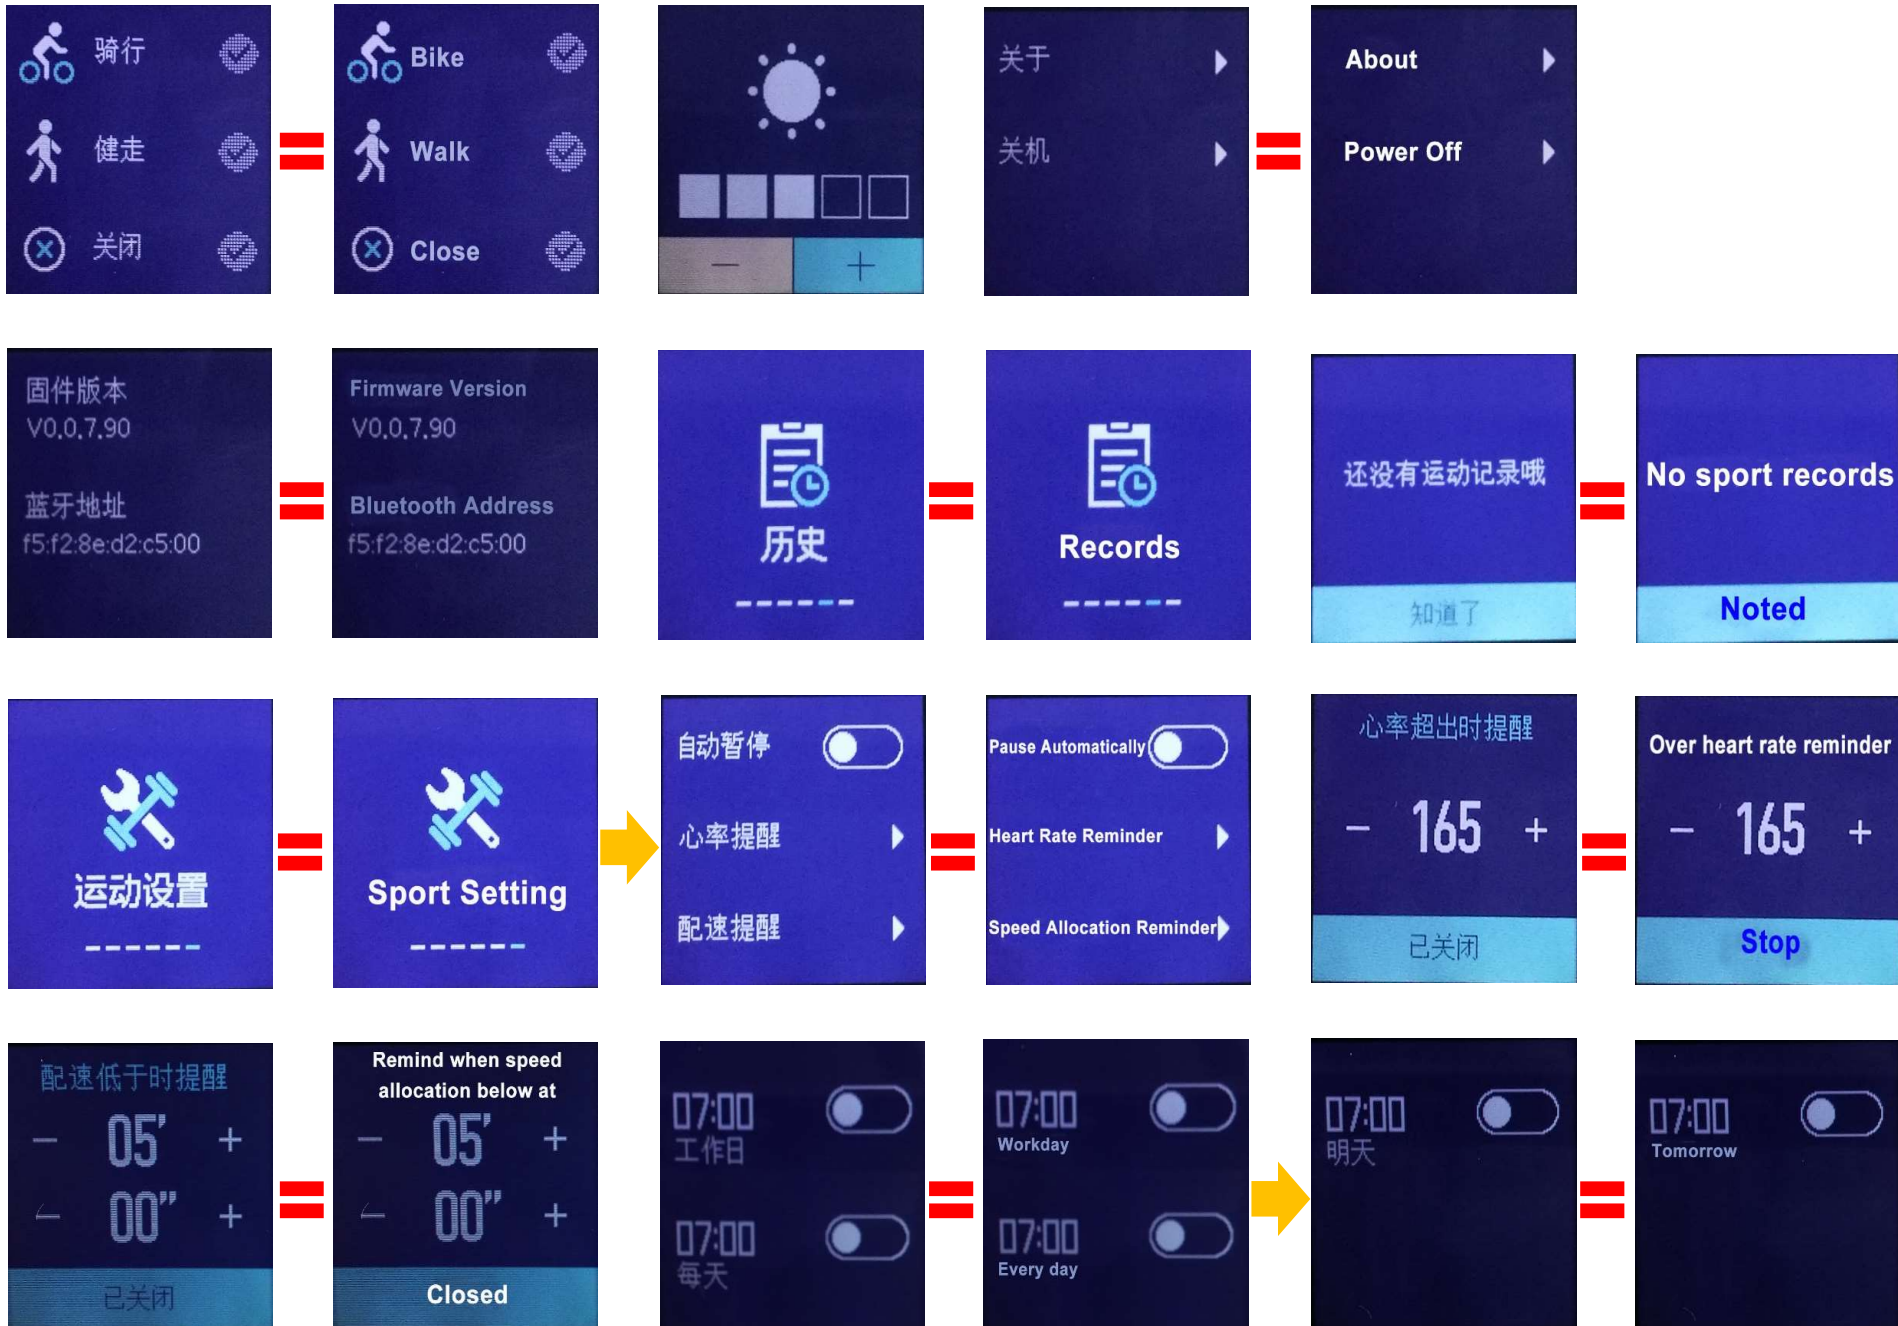 骑行
健走
关闭
Bike
Walk
Close
关于
关机
About
Power Off
固件版本
V0.0.7.90
蓝牙地址
f5:f2:8e:d2:c5:00
Firmware Version
V0.0.7.90
Bluetooth Address
f5:f2:8e:d2:c5:00
历史
Records
还没有运动记录哦
知道了
No sport records
Noted
运动设置
Sport Setting
自动暂停
心率提醒
配速提醒
Pause Automatically
Heart Rate Reminder
Speed Allocation Reminder
心率超出时提醒
- 165 +
已关闭
Over heart rate reminder
- 165 +
Stop
配速低于时提醒
- 05' +
- 00" +
已关闭
Remind when speed
allocation below at
- 05' +
- 00" +
Closed
07:00
工作日
07:00
每天
07:00
Workday
07:00
Every day
07:00
明天
07:00
Tomorrow